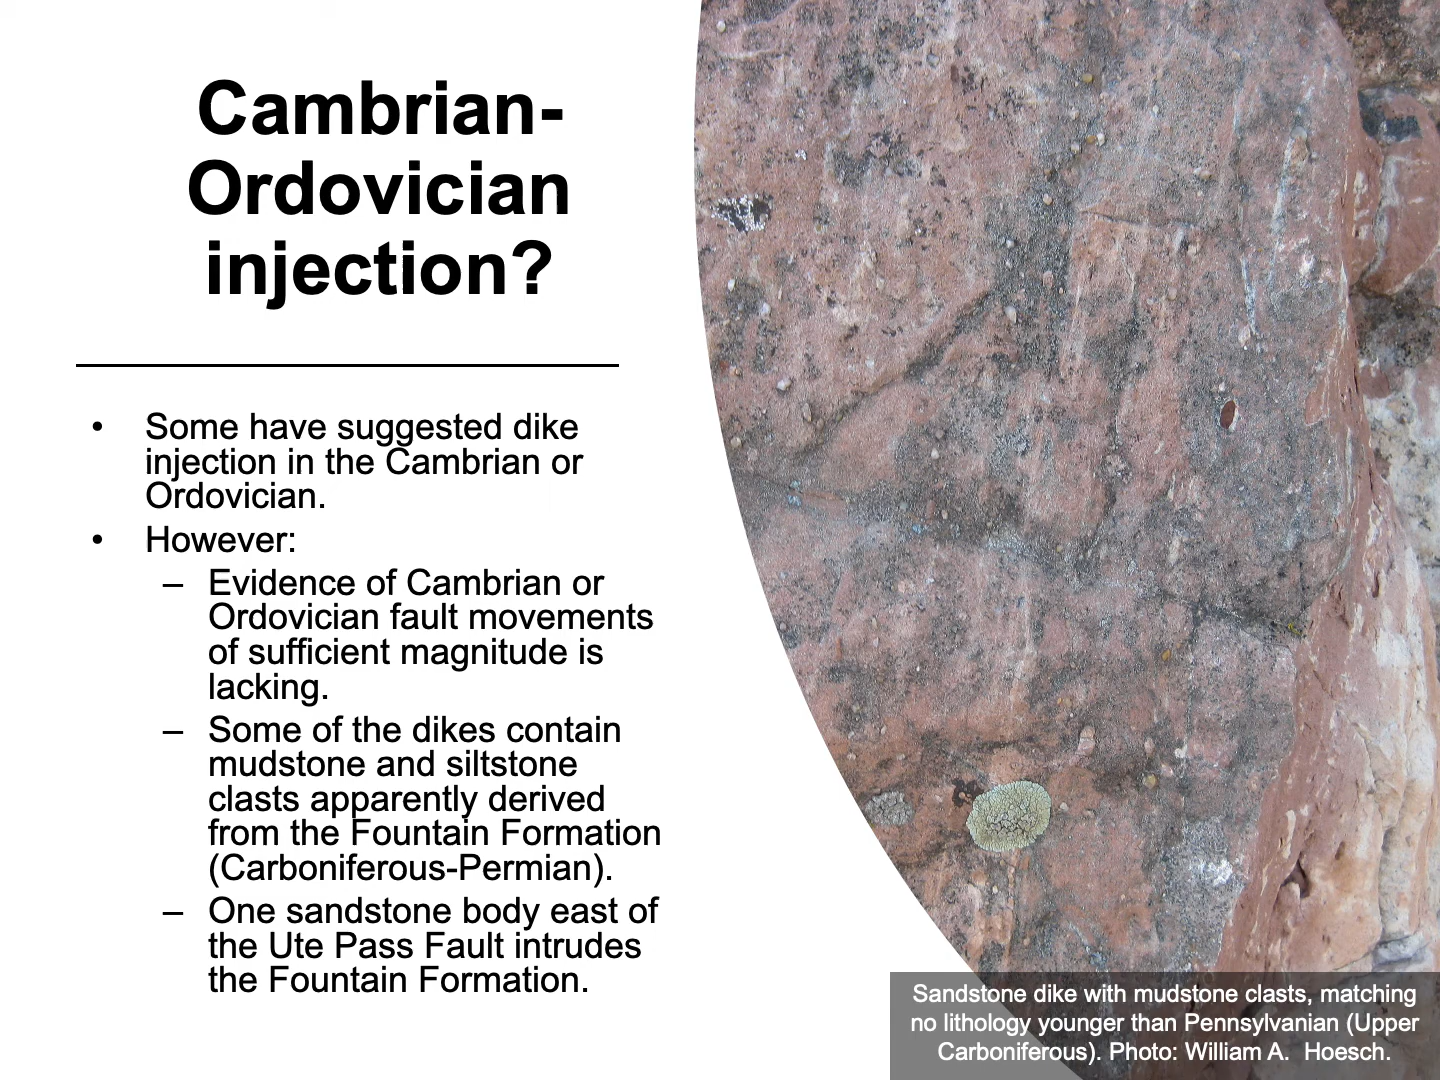 Cambrian-
Ordovician
injection?
• Some have suggested dike
injection in the Cambrian or
Ordovician.
• However:
– Evidence of Cambrian or
Ordovician fault movements
of sufficient magnitude is
lacking.
– Some of the dikes contain
mudstone and siltstone
clasts apparently derived
from the Fountain Formation
(Carboniferous-Permian).
– One sandstone body east of
the Ute Pass Fault intrudes
the Fountain Formation.
Sandstone dike with mudstone clasts, matching
no lithology younger than Pennsylvanian (Upper
Carboniferous). Photo: William A.  Hoesch.